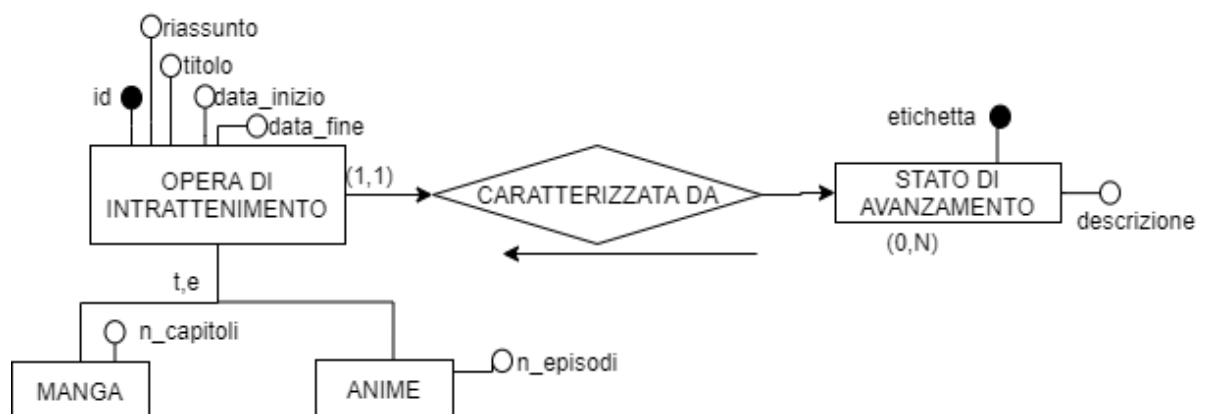 riassunto
titolo
id
data_inizio
data_fine
etichetta
OPERA DI
INTRATTENIMENTO
(1,1)
CARATTERIZZATA DA
STATO DI
AVANZAMENTO
descrizione
(0,N)
t,e
n_capitoli
n_episodi
MANGA
ANIME